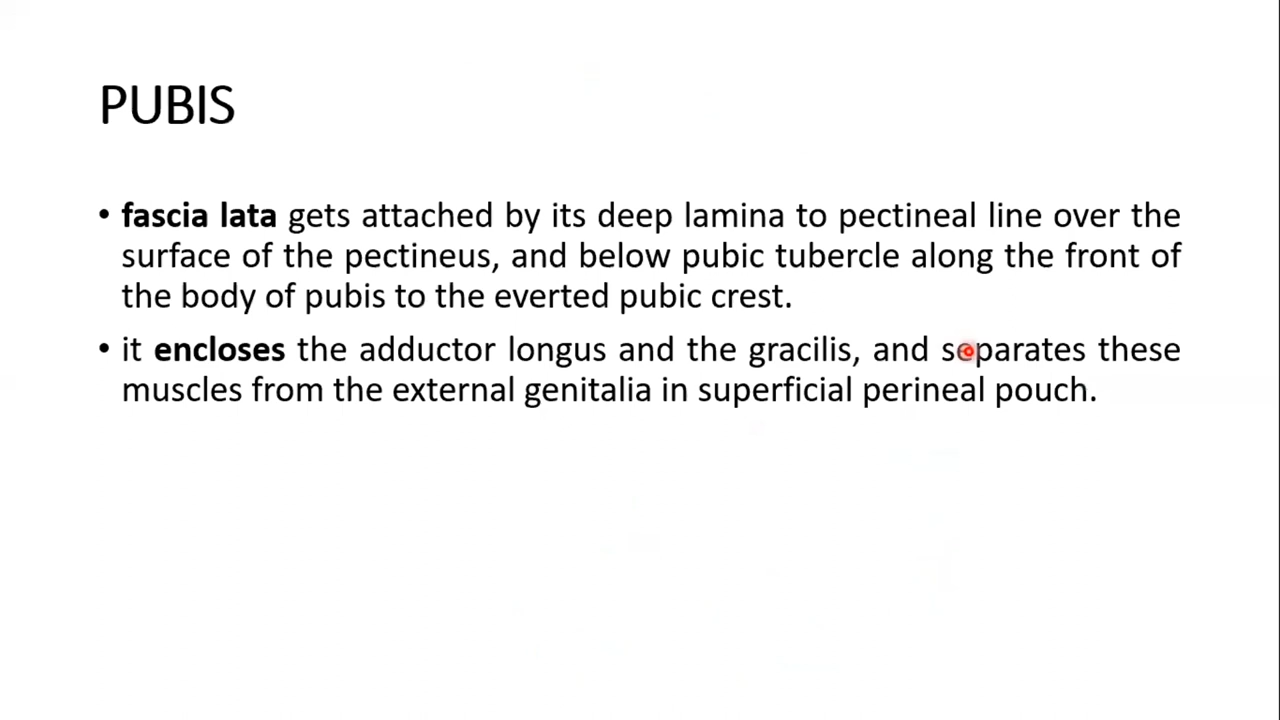 PUBIS
• fascia lata gets attached by its deep lamina to pectineal line over the
surface of the pectineus, and below pubic tubercle along the front of
the body of pubis to the everted pubic crest.
• it encloses the adductor longus and the gracilis, and separates these
muscles from the external genitalia in superficial perineal pouch.